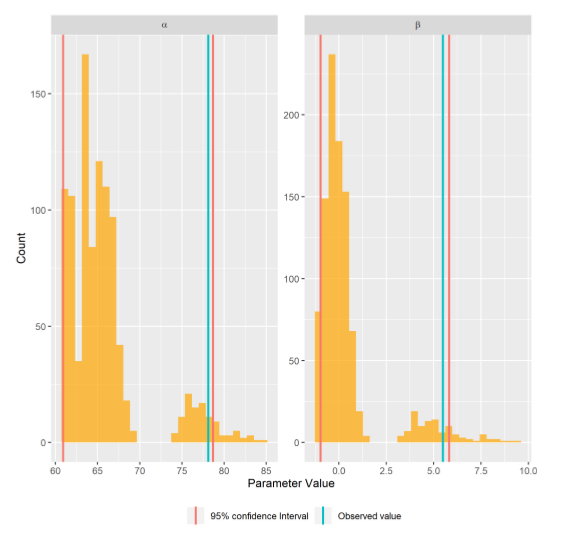 α β
150
100
50
0
200
150
100
50
0
Count
60 65 70 75 80 85
0.0 2.5 5.0 7.5 10.0
Parameter Value
95% confidence Interval Observed value